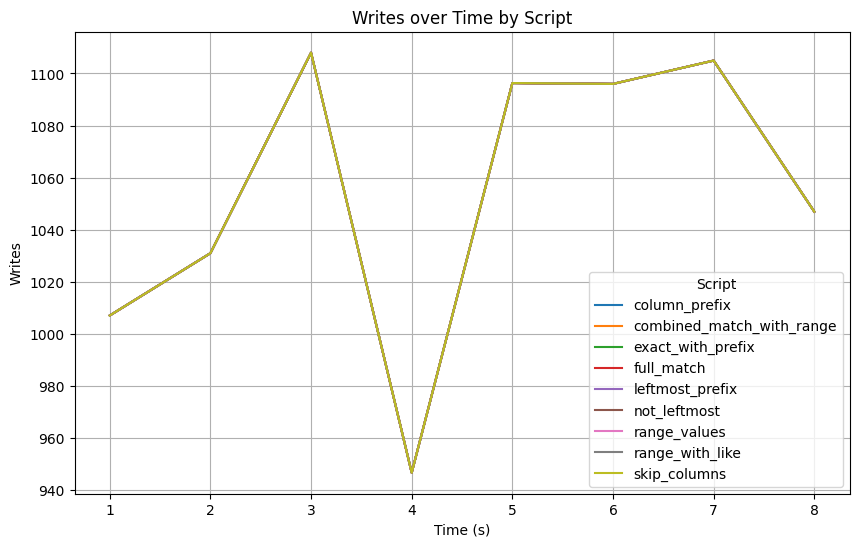 Writes over Time by Script
Writes
1100
1080
1060
1040
1020
1000
980
960
940
Script
column_prefix
combined_match_with_range
exact_with_prefix
full_match
leftmost_prefix
not_leftmost
range_values
range_with_like
skip_columns
1 2 3 4 5 6 7 8
Time (s)